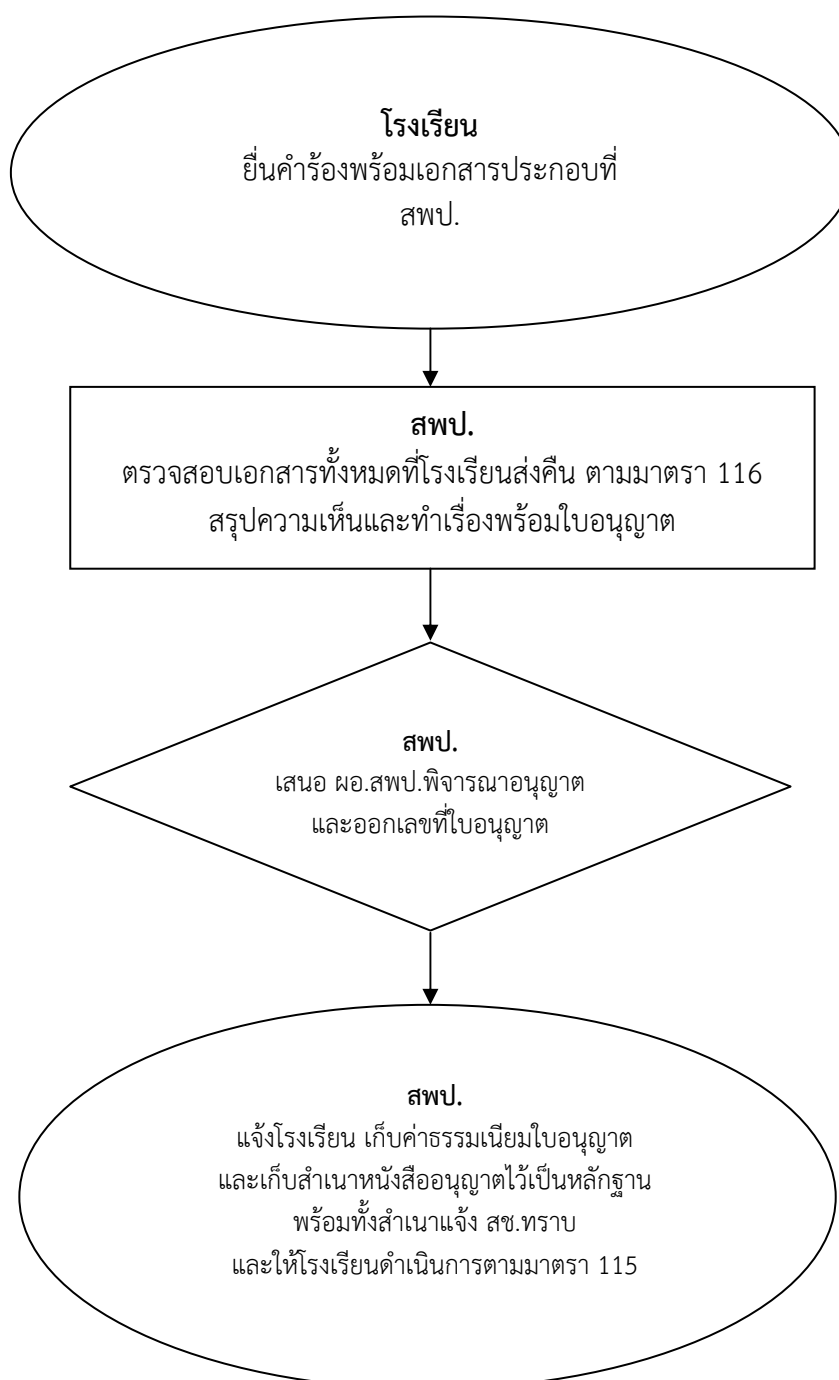 โรงเรียน
ยื่นคำร้องพร้อมเอกสารประกอบที่
สพป.
สพป.
ตรวจสอบเอกสารทั้งหมดที่โรงเรียนส่งคืน ตามมาตรา 116
สรุปความเห็นและทำเรื่องพร้อมใบอนุญาต
สพป.
เสนอ ผอ.สพป.พิจารณาอนุญาต
และออกเลขที่ใบอนุญาต
สพป.
แจ้งโรงเรียน เก็บค่าธรรมเนียมใบอนุญาต
และเก็บสำเนาหนังสืออนุญาตไว้เป็นหลักฐาน
พร้อมทั้งสำเนาแจ้ง สช.ทราบ
และให้โรงเรียนดำเนินการตามมาตรา 115